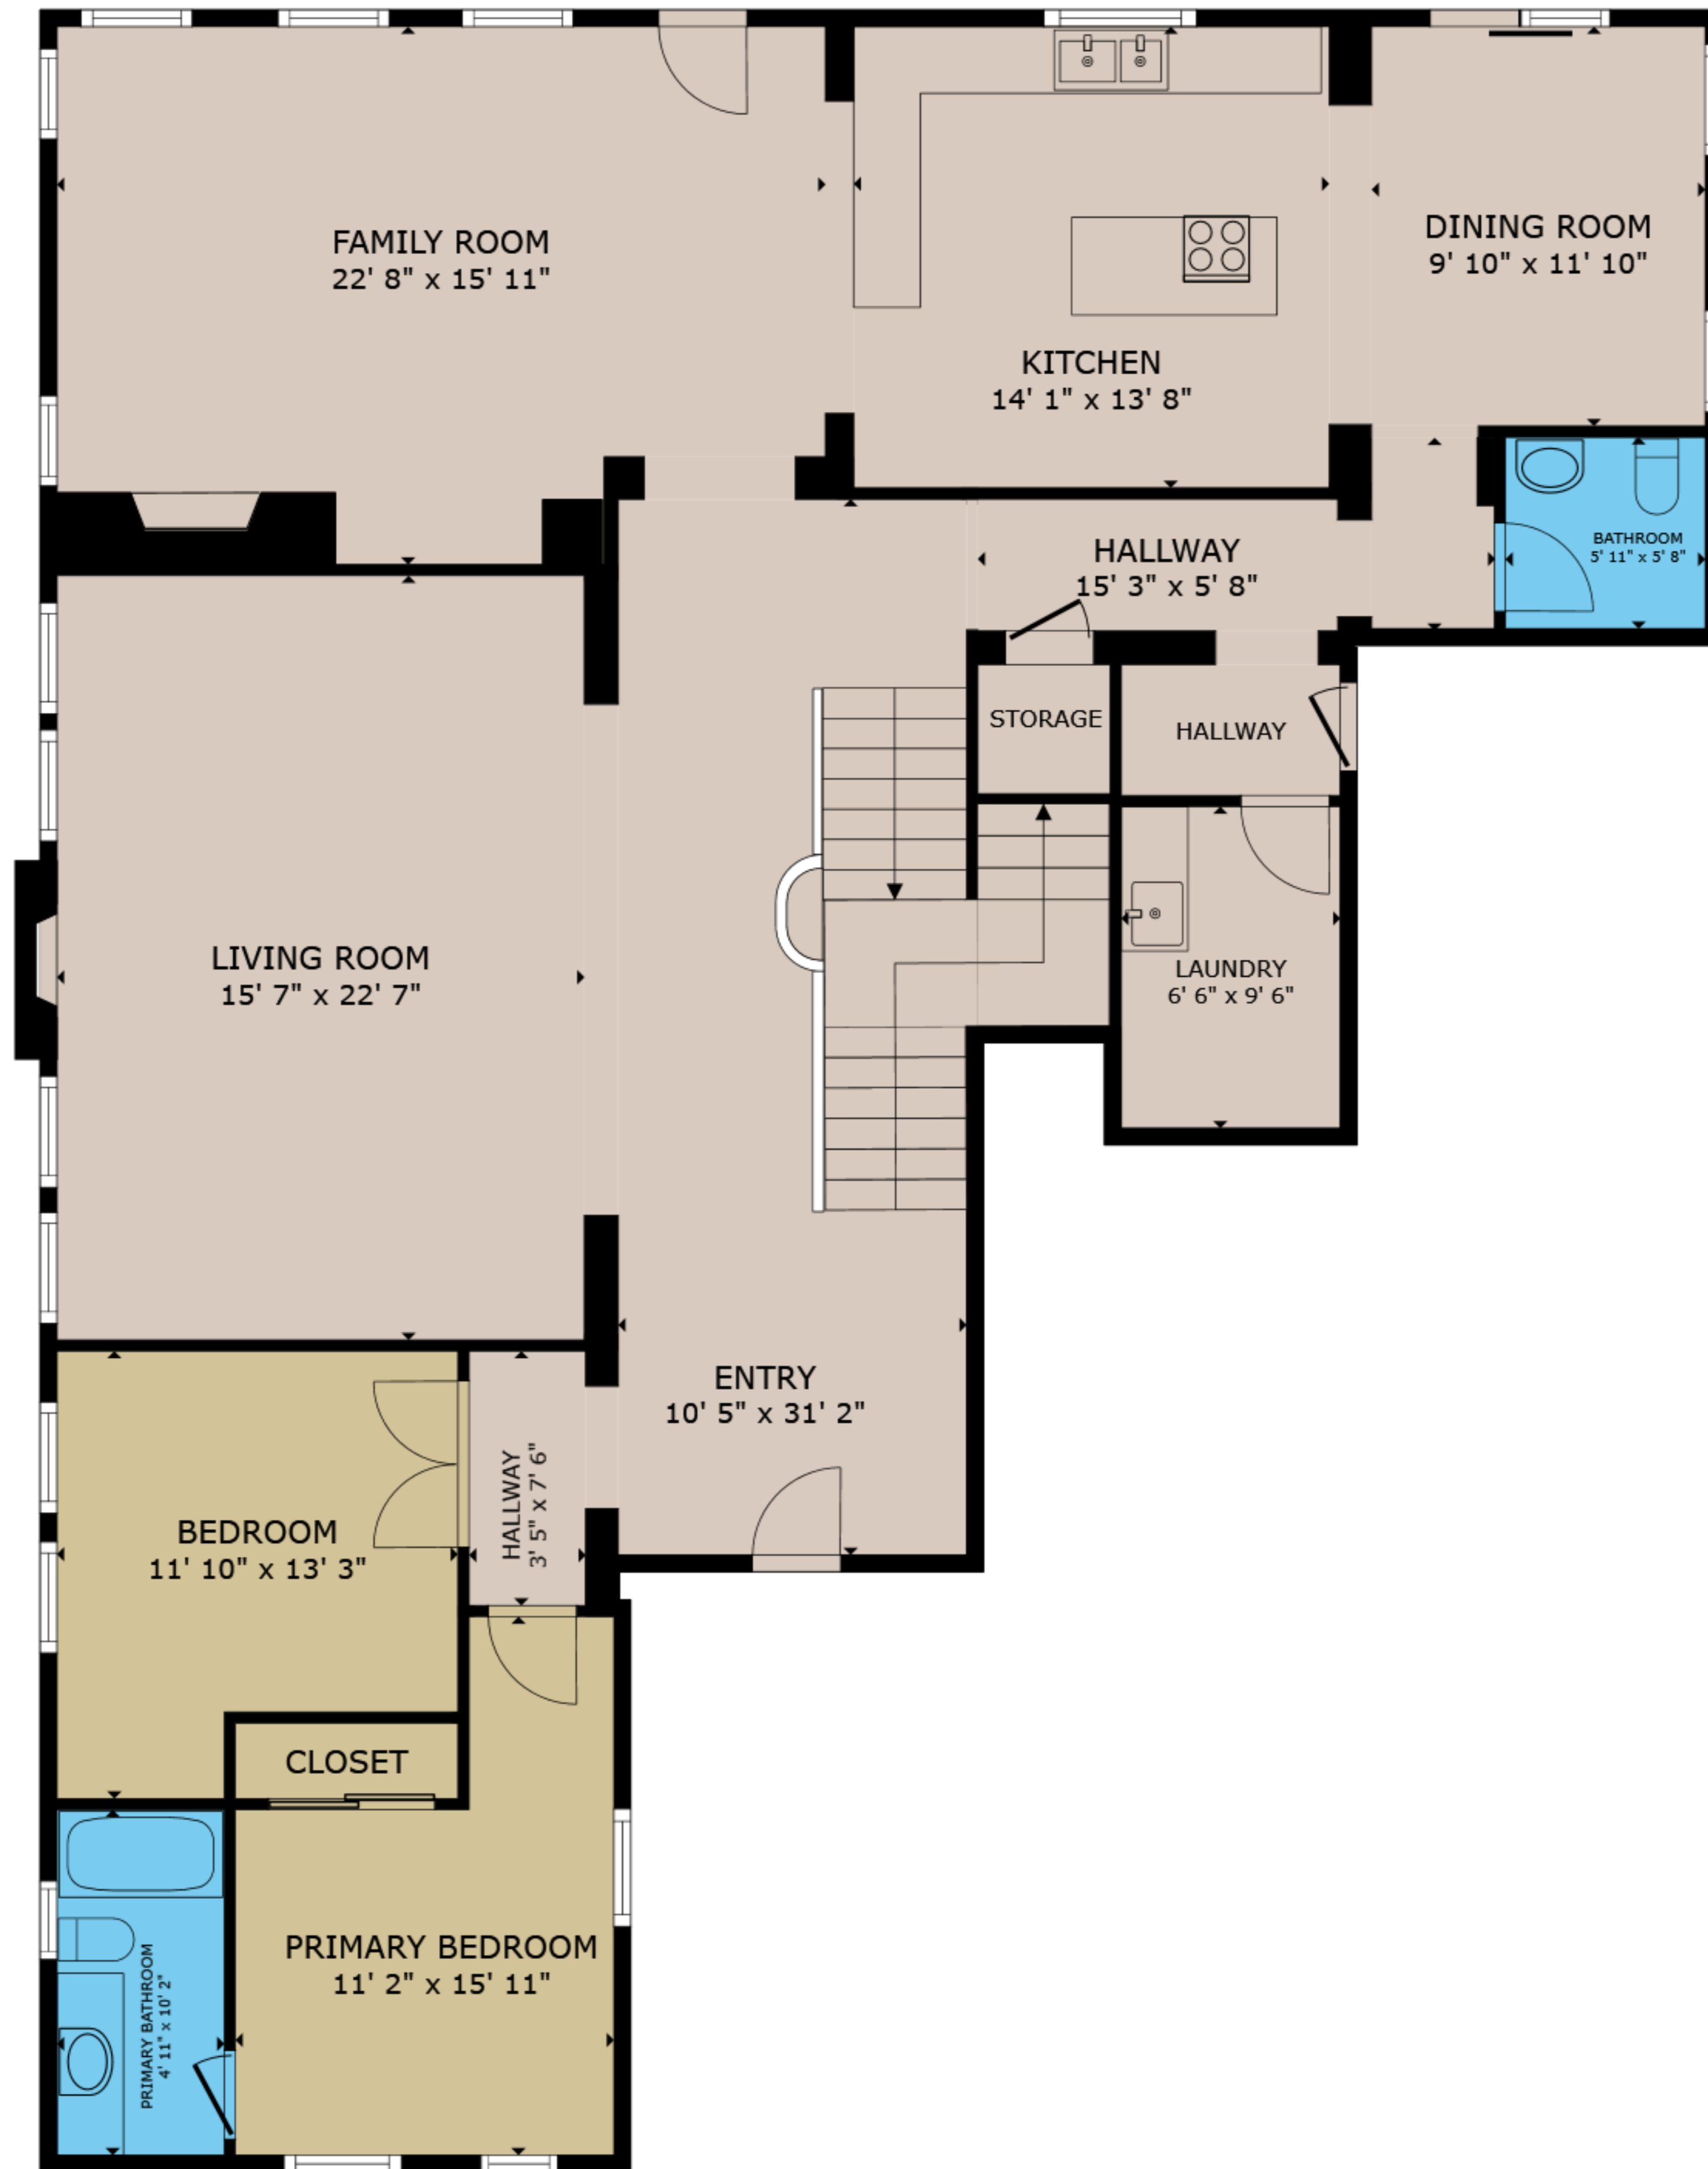 FAMILY ROOM
22' 8" x 15' 11"
DINING ROOM
9' 10" x 11' 10"
KITCHEN
14' 1" x 13' 8"
HALLWAY
15' 3" x 5' 8"
BATHROOM
5' 11" x 5' 8"
STORAGE
HALLWAY
LIVING ROOM
15' 7" x 22' 7"
LAUNDRY
6' 6" x 9' 6"
ENTRY
10' 5" x 31' 2"
HALLWAY
3' 5" x 7' 6"
BEDROOM
11' 10" x 13' 3"
CLOSET
PRIMARY BEDROOM
11' 2" x 15' 11"
PRIMARY BATHROOM
4' 11" x 10' 2"